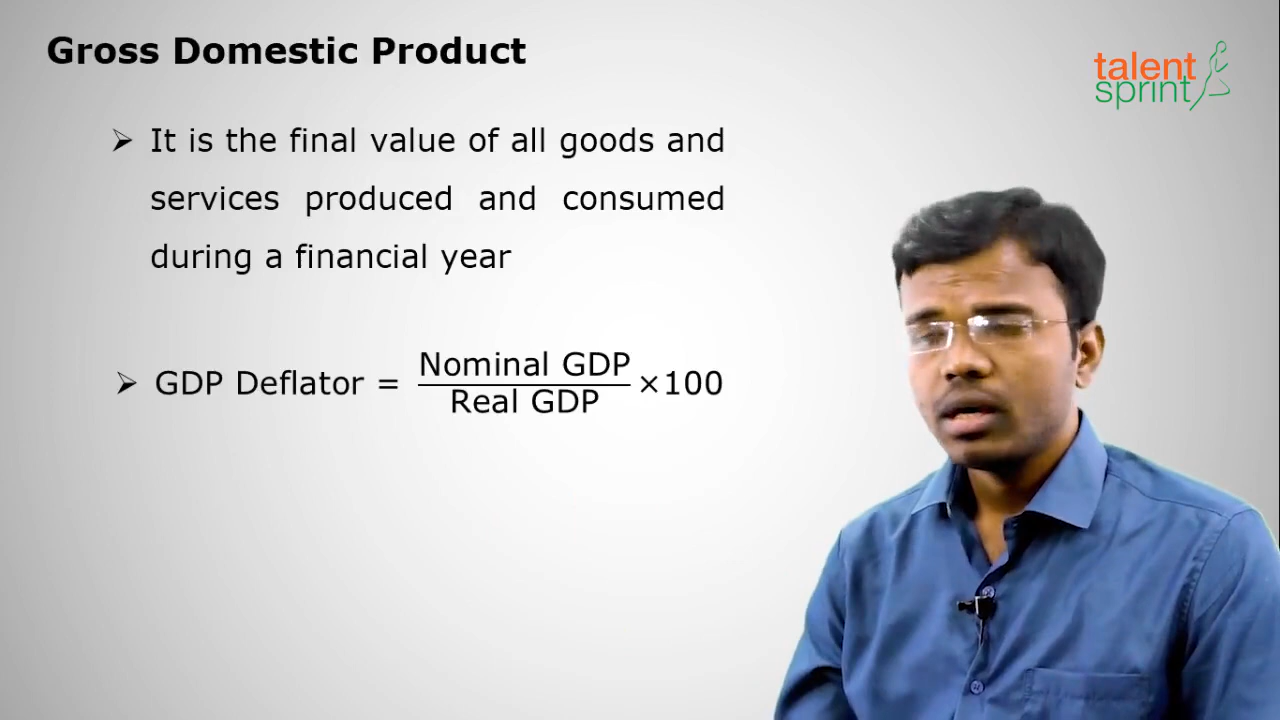 Gross Domestic Product
talent
sprint
➢ It is the final value of all goods and
services produced and consumed
during a financial year
➢ GDP Deflator = Nominal GDP / Real GDP ×100